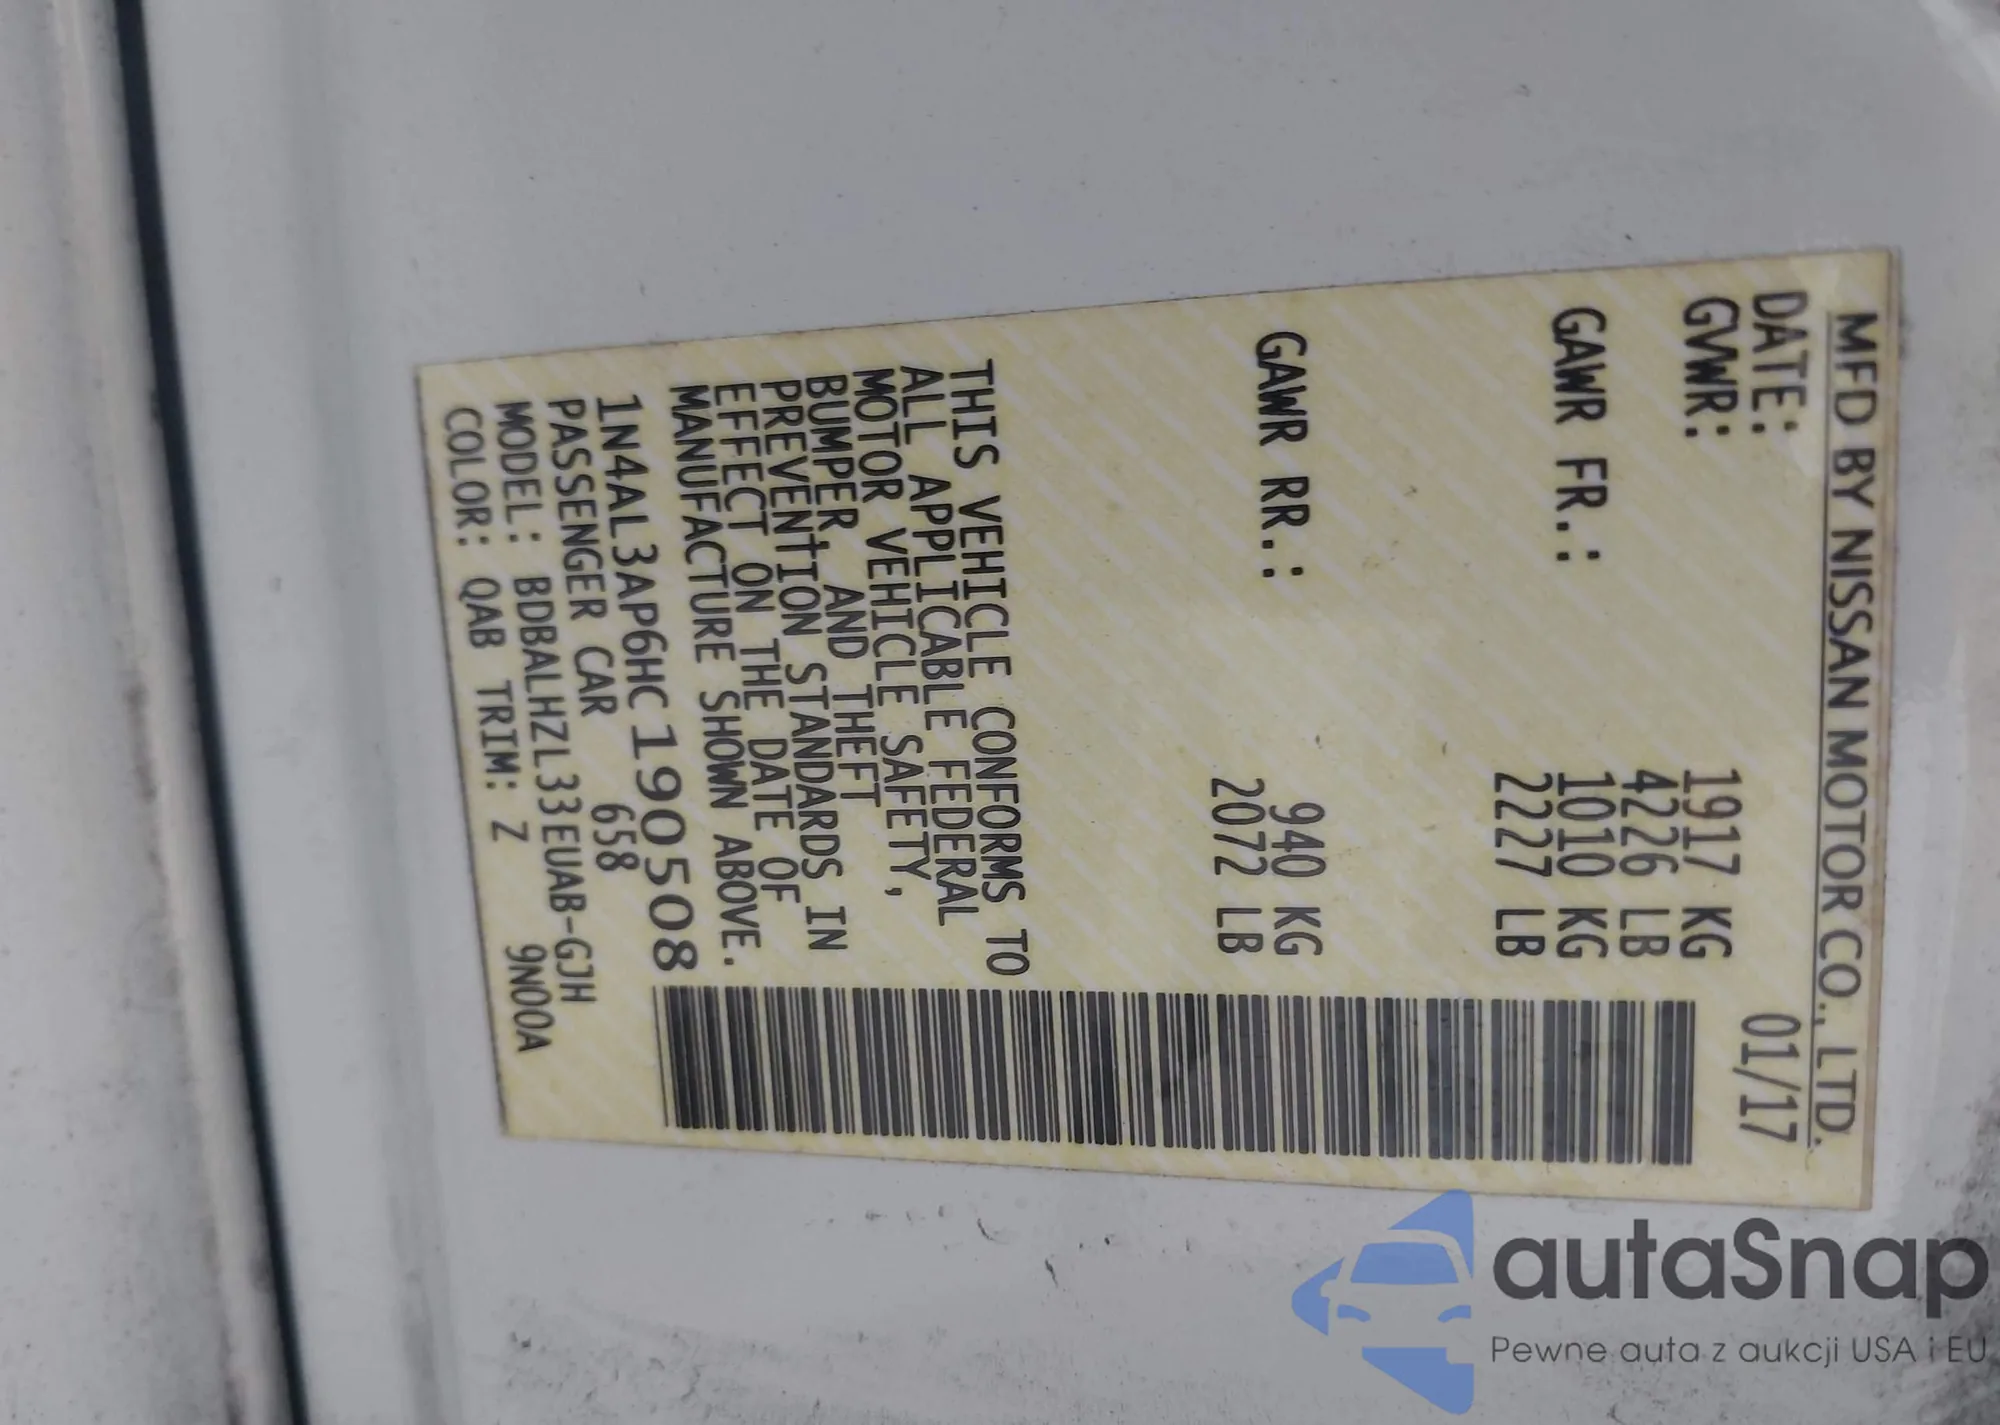 MFD BY NISSAN MOTOR CO., LTD.
DATE: 01/17
GVWR: 1917 KG
4226 LB
GAWR FR.: 1010 KG
2227 LB
GAWR RR.: 940 KG
2072 LB
THIS VEHICLE CONFORMS TO
ALL APPLICABLE FEDERAL
MOTOR VEHICLE SAFETY,
BUMPER, AND THEFT
PREVENTION STANDARDS IN
EFFECT ON THE DATE OF
MANUFACTURE SHOWN ABOVE.
1N4AL3AP6HC190508
PASSENGER CAR 658
MODEL: BDBALHZL33EUAB-GJH
COLOR: QAB TRIM: Z 9N00A
autaSnap
Pewne auta z aukcji USA i EU